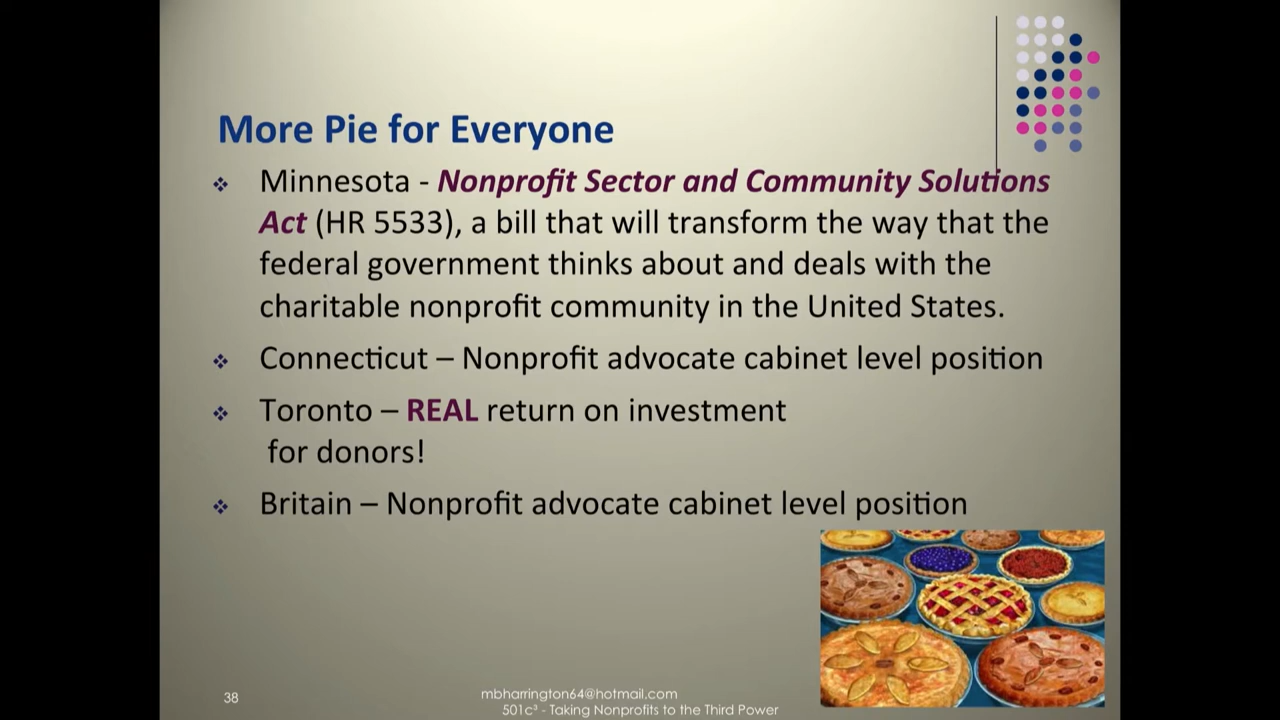 More Pie for Everyone
❖ Minnesota - Nonprofit Sector and Community Solutions
Act (HR 5533), a bill that will transform the way that the
federal government thinks about and deals with the
charitable nonprofit community in the United States.
❖ Connecticut – Nonprofit advocate cabinet level position
❖ Toronto – REAL return on investment
for donors!
❖ Britain – Nonprofit advocate cabinet level position
38
mbharrington64@hotmail.com
501c³ - Taking Nonprofits to the Third Power